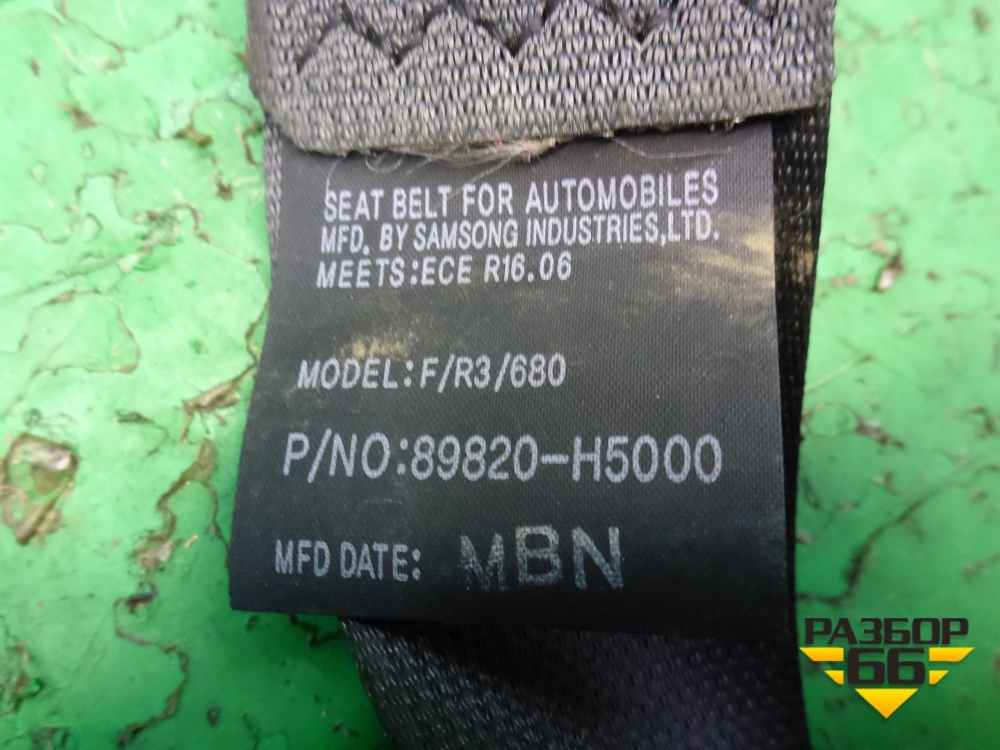 SEAT BELT FOR AUTOMOBILES
MFD. BY SAMSONG INDUSTRIES,LTD.
MEETS:ECE R16.06
MODEL:F/R3/680
P/NO:89820-H5000
MFD DATE: MBN
РАЗБОР
66